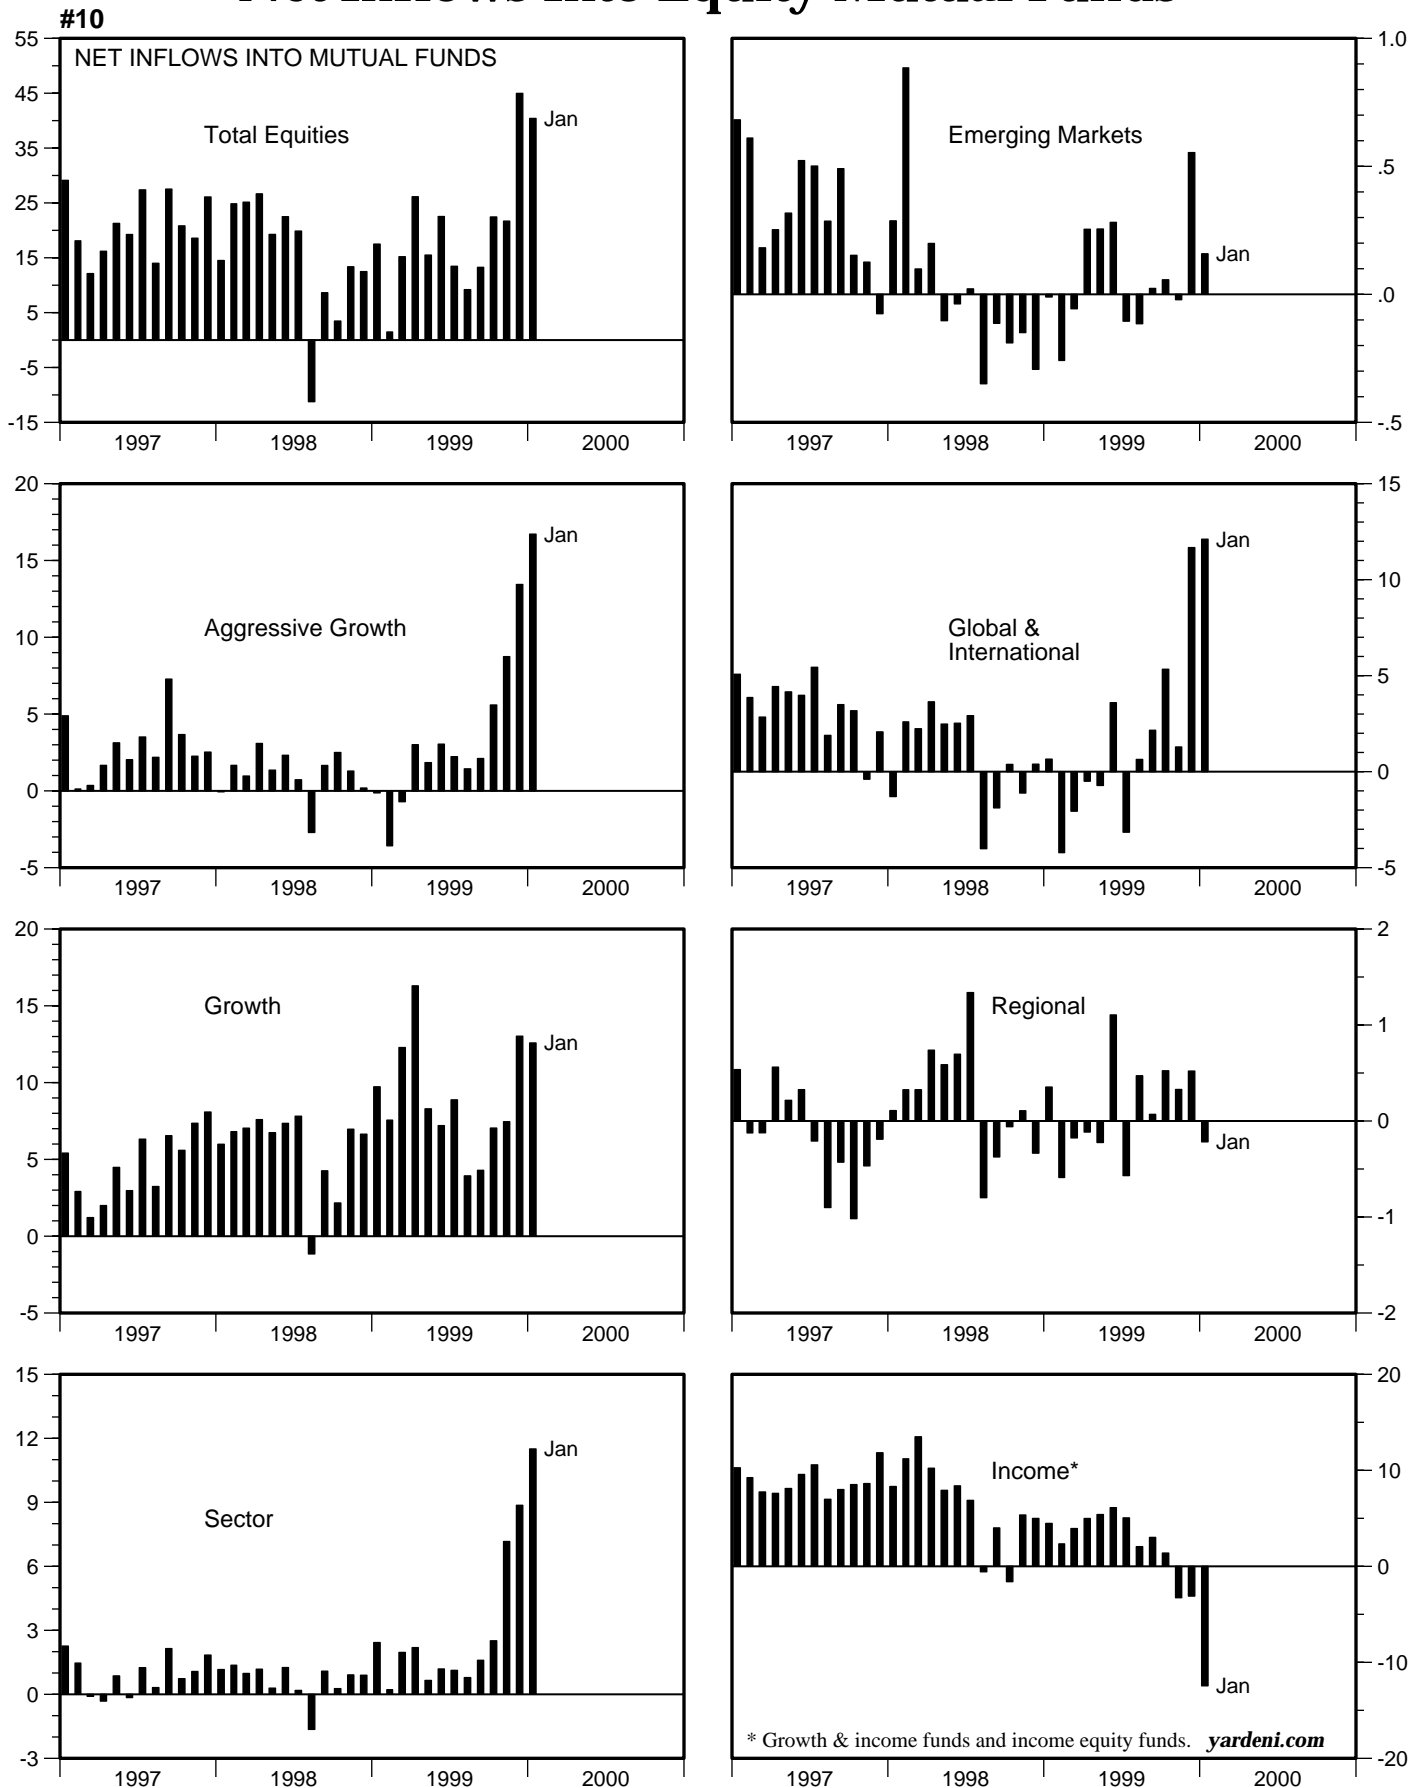 #10
55
45
35
25
15
5
-5
-15
NET INFLOWS INTO MUTUAL FUNDS
Total Equities
Jan
1997 1998 1999 2000
1.0
.5
.0
-.5
Emerging Markets
Jan
1997 1998 1999 2000
20
15
10
5
0
-5
Aggressive Growth
Jan
1997 1998 1999 2000
15
10
5
0
-5
Global &
International
Jan
1997 1998 1999 2000
20
15
10
5
0
-5
Growth
Jan
1997 1998 1999 2000
2
1
0
-1
-2
Regional
Jan
1997 1998 1999 2000
15
12
9
6
3
0
-3
Sector
Jan
1997 1998 1999 2000
20
10
0
-10
-20
Income*
Jan
* Growth & income funds and income equity funds. yardeni.com
1997 1998 1999 2000